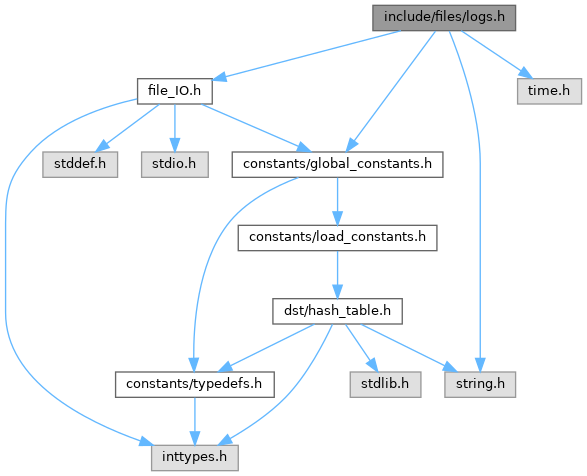 include/files/logs.h
file_IO.h
time.h
stddef.h
stdio.h
constants/global_constants.h
constants/load_constants.h
dst/hash_table.h
constants/typedefs.h
stdlib.h
string.h
inttypes.h